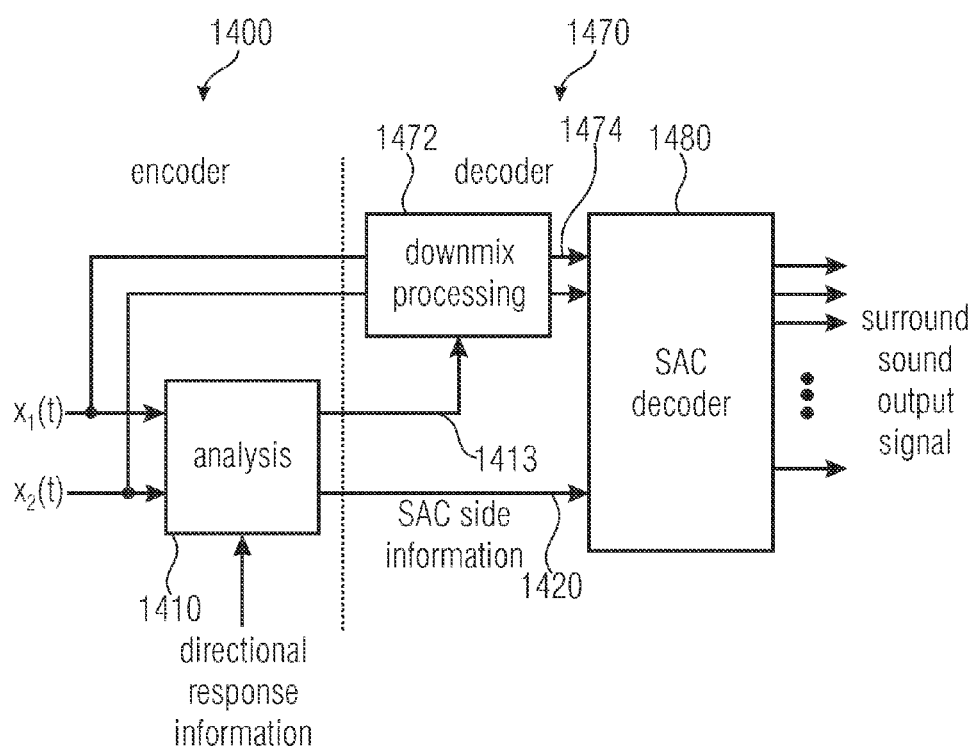 1400
1470
encoder
decoder
1472
1474
1480
downmix
processing
SAC
decoder
surround
sound
output
signal
x₁(t)
x₂(t)
analysis
1413
SAC side
information
1420
1410
directional
response
information